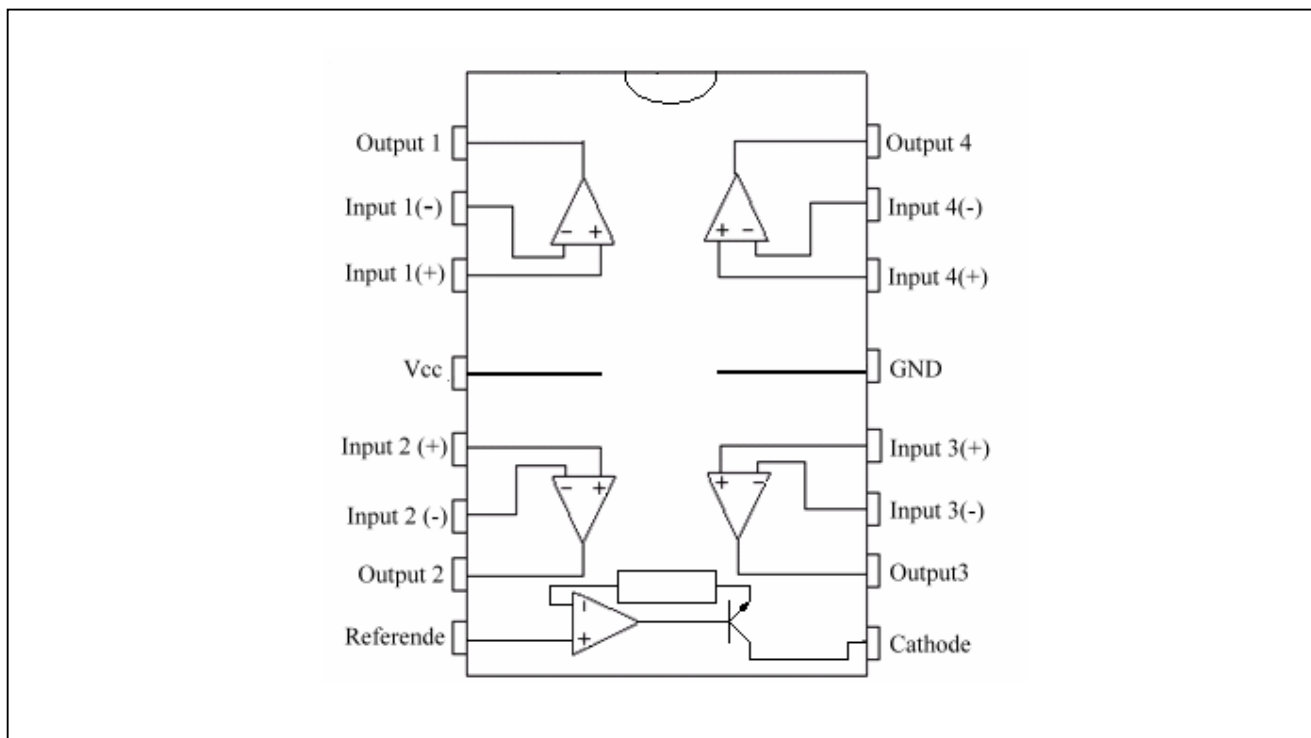 Output 1
Output 4
Input 1(-)
Input 4(-)
- +
+ -
Input 1(+)
Input 4(+)
Vcc
GND
Input 2 (+)
Input 3(+)
- +
+ -
Input 2 (-)
Input 3(-)
Output 2
Output3
-
+
Referende
Cathode